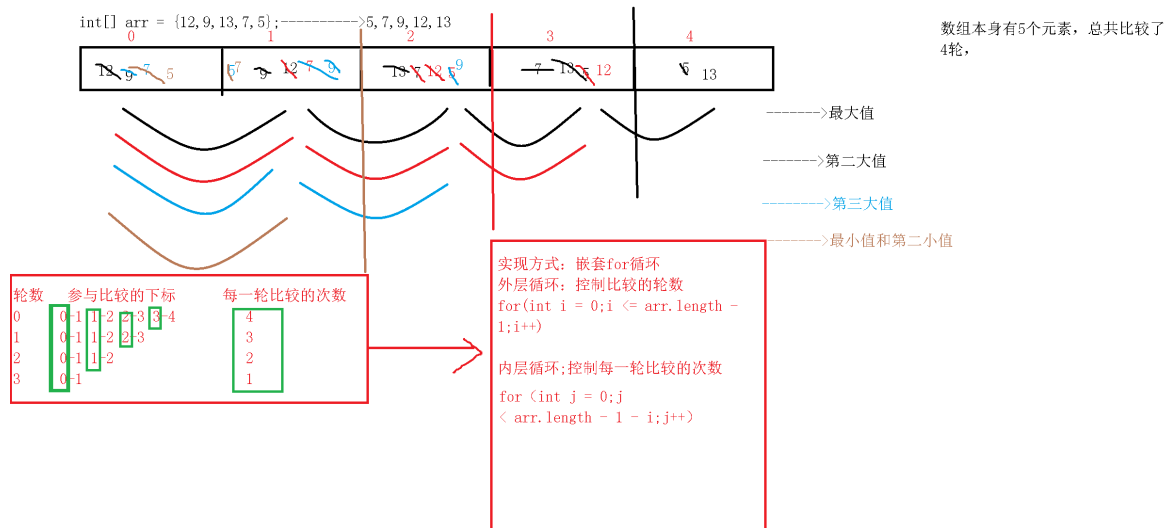 int[] arr = {12,9,13,7,5};---------->5,7,9,12,13
数组本身有5个元素，总共比较了
4轮，
0 1 2 3 4
12 9 7 5 5 7 9 12 7 9 13 7 12 5 9 7 13 5 12 5 13
------->最大值
------->第二大值
-------->第三大值
------->最小值和第二小值
轮数 参与比较的下标 每一轮比较的次数
0 0-1 1-2 2-3 3-4 4
1 0-1 1-2 2-3 3
2 0-1 1-2 2
3 0-1 1
实现方式：嵌套for循环
外层循环：控制比较的轮数
for(int i = 0;i <= arr.length -
1;i++)
内层循环;控制每一轮比较的次数
for（int j = 0;j
< arr.length - 1 - i;j++）